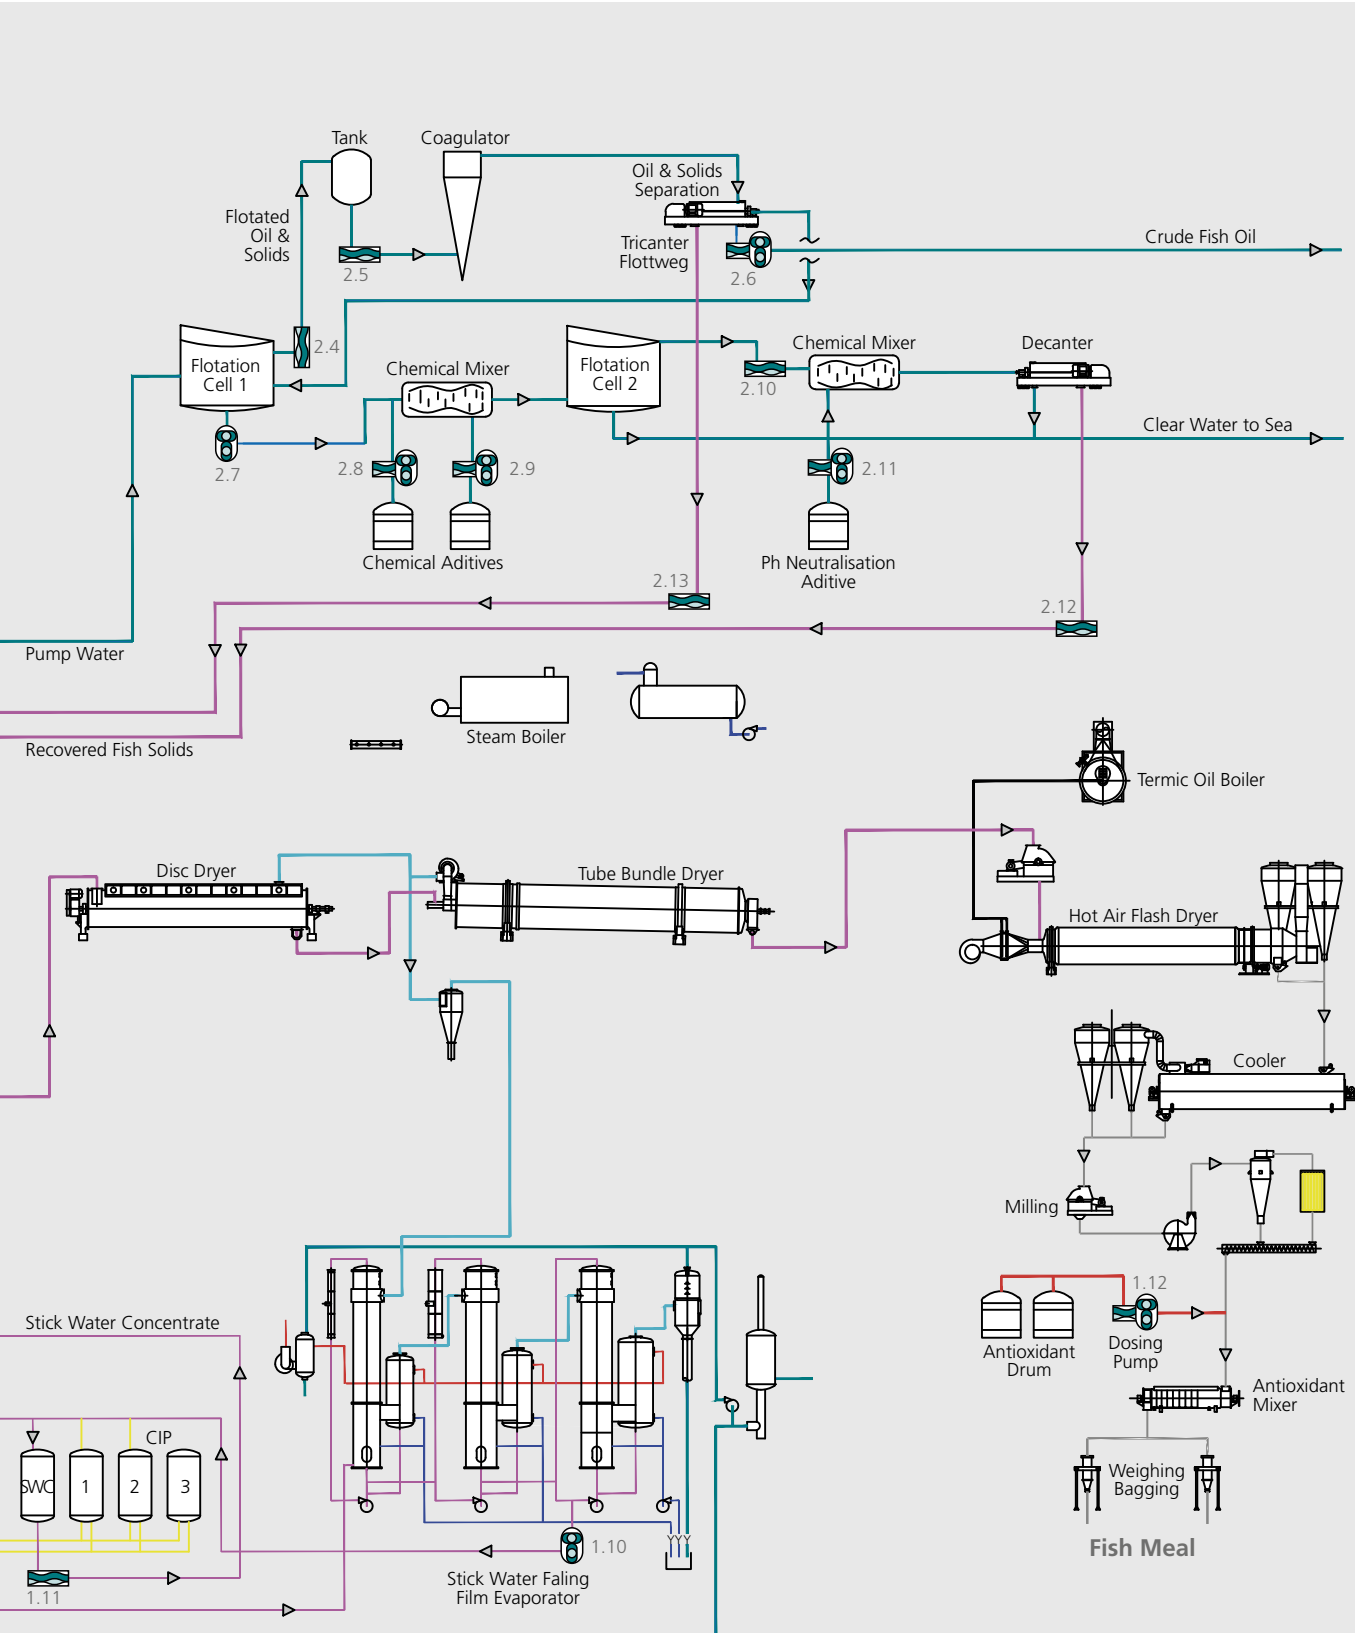 Tank
Coagulator
Oil & Solids
Separation
Flotated
Oil &
Solids
Tricanter
Flottweg
Crude Fish Oil
2.5
2.6
2.4
Flotation
Cell 1
Chemical Mixer
Flotation
Cell 2
Chemical Mixer
Decanter
2.10
Clear Water to Sea
2.7
2.8
2.9
2.11
Chemical Aditives
Ph Neutralisation
Aditive
2.13
2.12
Pump Water
Recovered Fish Solids
Steam Boiler
Termic Oil Boiler
Disc Dryer
Tube Bundle Dryer
Hot Air Flash Dryer
Cooler
Milling
1.12
Stick Water Concentrate
Antioxidant
Drum
Dosing
Pump
Antioxidant
Mixer
CIP
SWC
1
2
3
Weighing
Bagging
Fish Meal
1.10
1.11
Stick Water Faling
Film Evaporator